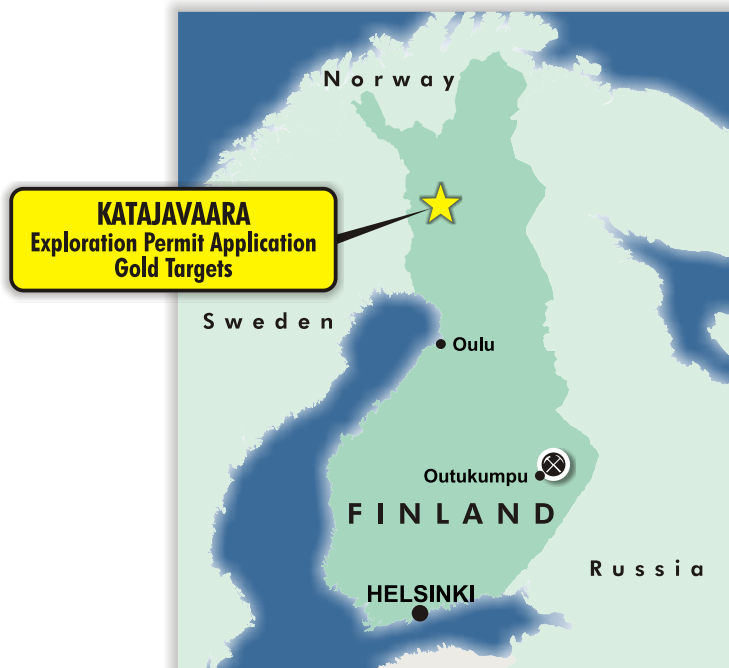 Norway
KATAJAVAARA
Exploration Permit Application
Gold Targets
Sweden
Oulu
Outukumpu
FINLAND
Russia
HELSINKI